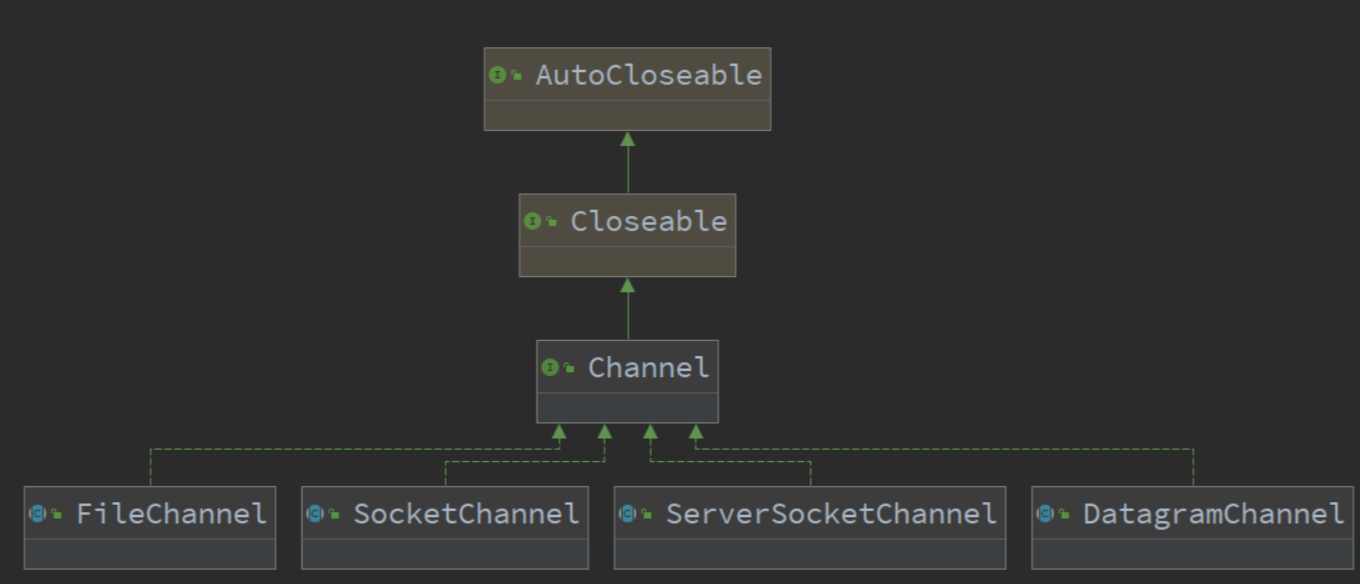 AutoCloseable
Closeable
Channel
FileChannel
SocketChannel
ServerSocketChannel
DatagramChannel